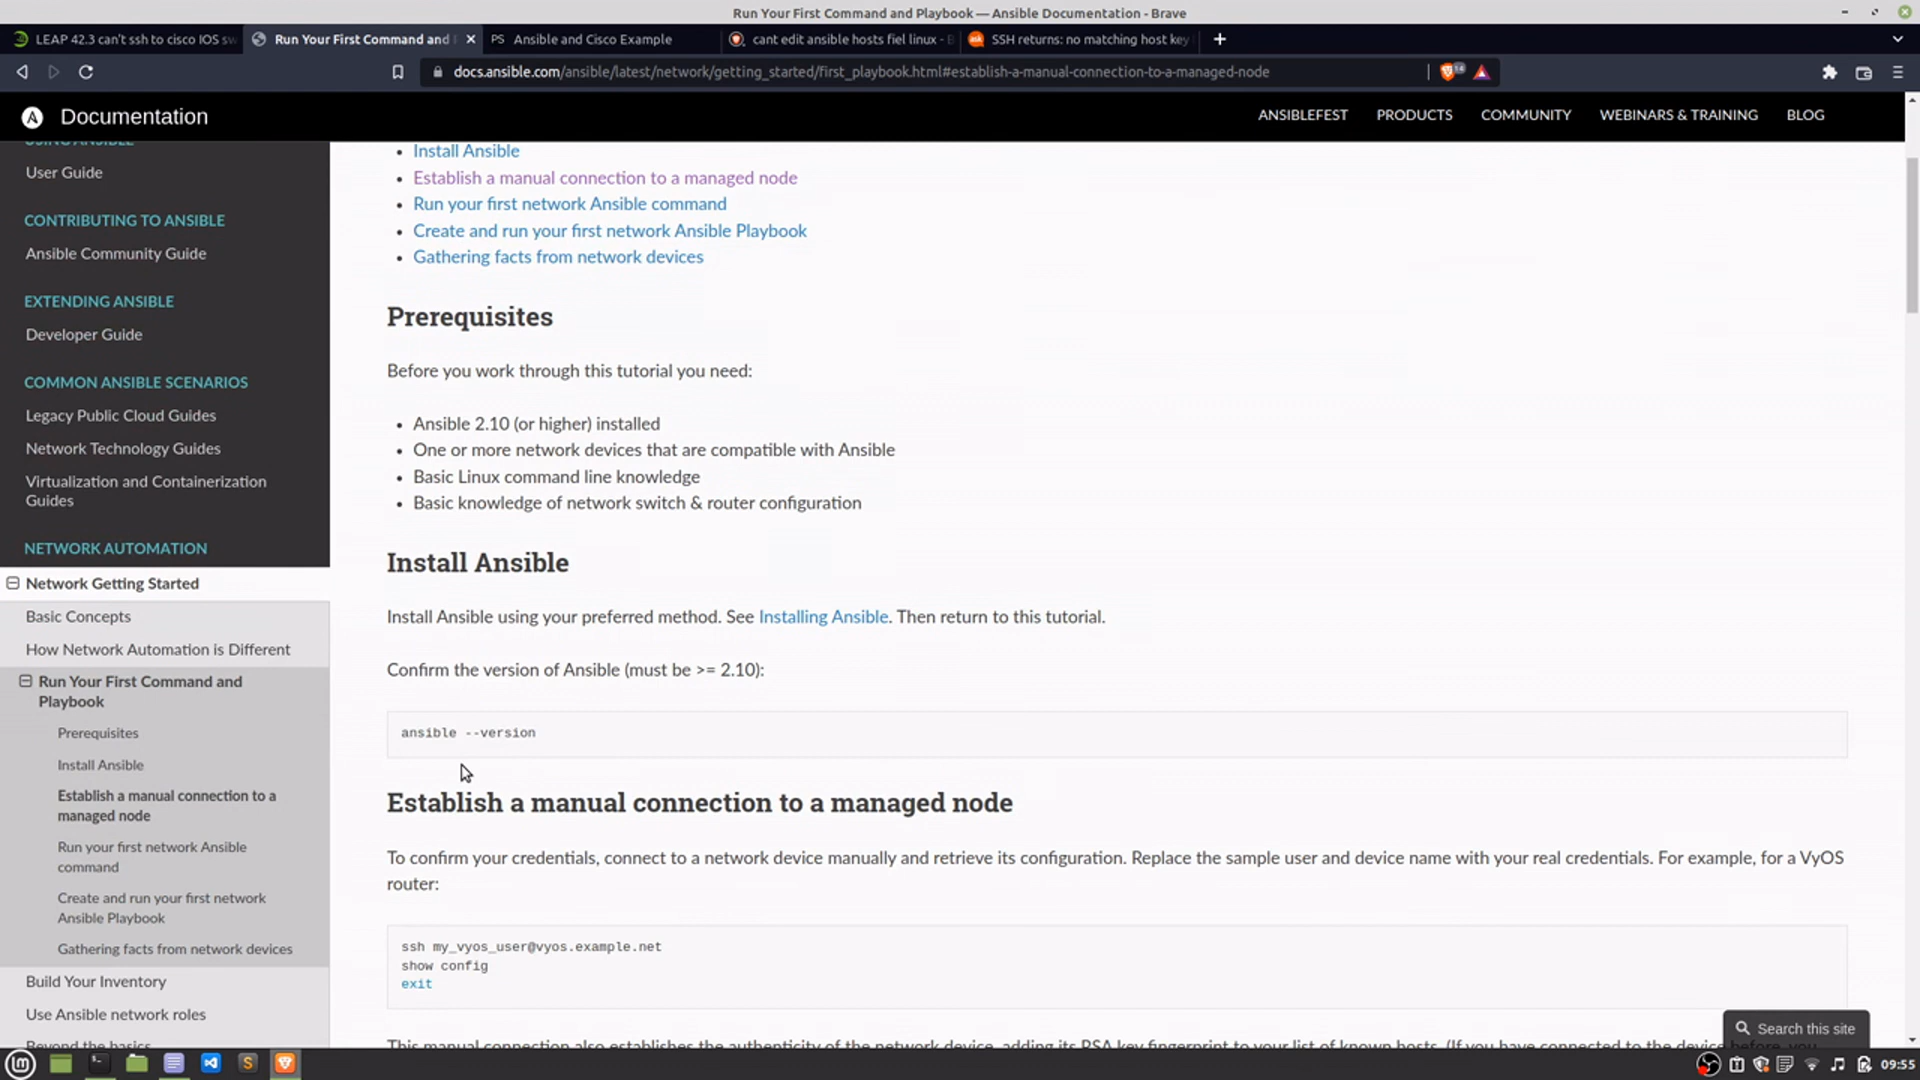 Run Your First Command and Playbook — Ansible Documentation - Brave
LEAP 42.3 can't ssh to cisco IOS sw
Run Your First Command and
PS Ansible and Cisco Example
cant edit ansible hosts fiel linux - B
SSH returns: no matching host key
docs.ansible.com/ansible/latest/network/getting_started/first_playbook.html#establish-a-manual-connection-to-a-managed-node
Documentation
ANSIBLEFEST PRODUCTS COMMUNITY WEBINARS & TRAINING BLOG
USING ANSIBLE
User Guide
CONTRIBUTING TO ANSIBLE
Ansible Community Guide
EXTENDING ANSIBLE
Developer Guide
COMMON ANSIBLE SCENARIOS
Legacy Public Cloud Guides
Network Technology Guides
Virtualization and Containerization
Guides
NETWORK AUTOMATION
Network Getting Started
Basic Concepts
How Network Automation is Different
Run Your First Command and
Playbook
Prerequisites
Install Ansible
Establish a manual connection to a
managed node
Run your first network Ansible
command
Create and run your first network
Ansible Playbook
Gathering facts from network devices
Build Your Inventory
Use Ansible network roles
Beyond the basics
Install Ansible
Establish a manual connection to a managed node
Run your first network Ansible command
Create and run your first network Ansible Playbook
Gathering facts from network devices
Prerequisites
Before you work through this tutorial you need:
Ansible 2.10 (or higher) installed
One or more network devices that are compatible with Ansible
Basic Linux command line knowledge
Basic knowledge of network switch & router configuration
Install Ansible
Install Ansible using your preferred method. See Installing Ansible. Then return to this tutorial.
Confirm the version of Ansible (must be >= 2.10):
ansible --version
Establish a manual connection to a managed node
To confirm your credentials, connect to a network device manually and retrieve its configuration. Replace the sample user and device name with your real credentials. For example, for a VyOS
router:
ssh my_vyos_user@vyos.example.net
show config
exit
This manual connection also establishes the authenticity of the network device, adding its RSA key fingerprint to your list of known hosts. (If you have connected to the device before, you
Search this site
09:55